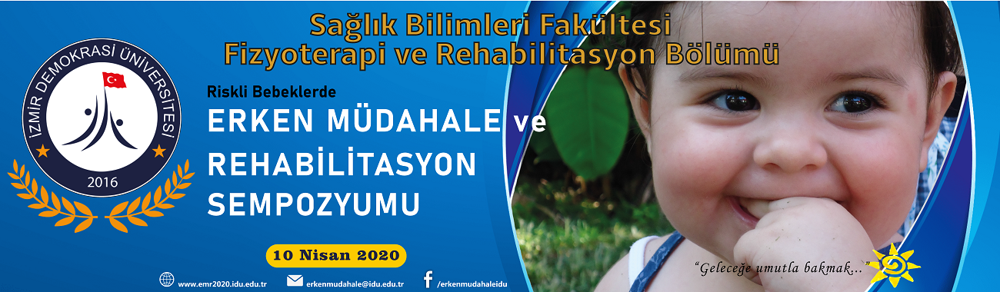 Sağlık Bilimleri Fakültesi
Fizyoterapi ve Rehabilitasyon Bölümü
İZMİR DEMOKRASİ ÜNİVERSİTESİ
2016
Riskli Bebeklerde
ERKEN MÜDAHALE ve
REHABİLİTASYON
SEMPOZYUMU
10 Nisan 2020
www.emr2020.idu.edu.tr
erkenmudahale@idu.edu.tr
/erkenmudahaleidu
“Geleceğe umutla bakmak...”